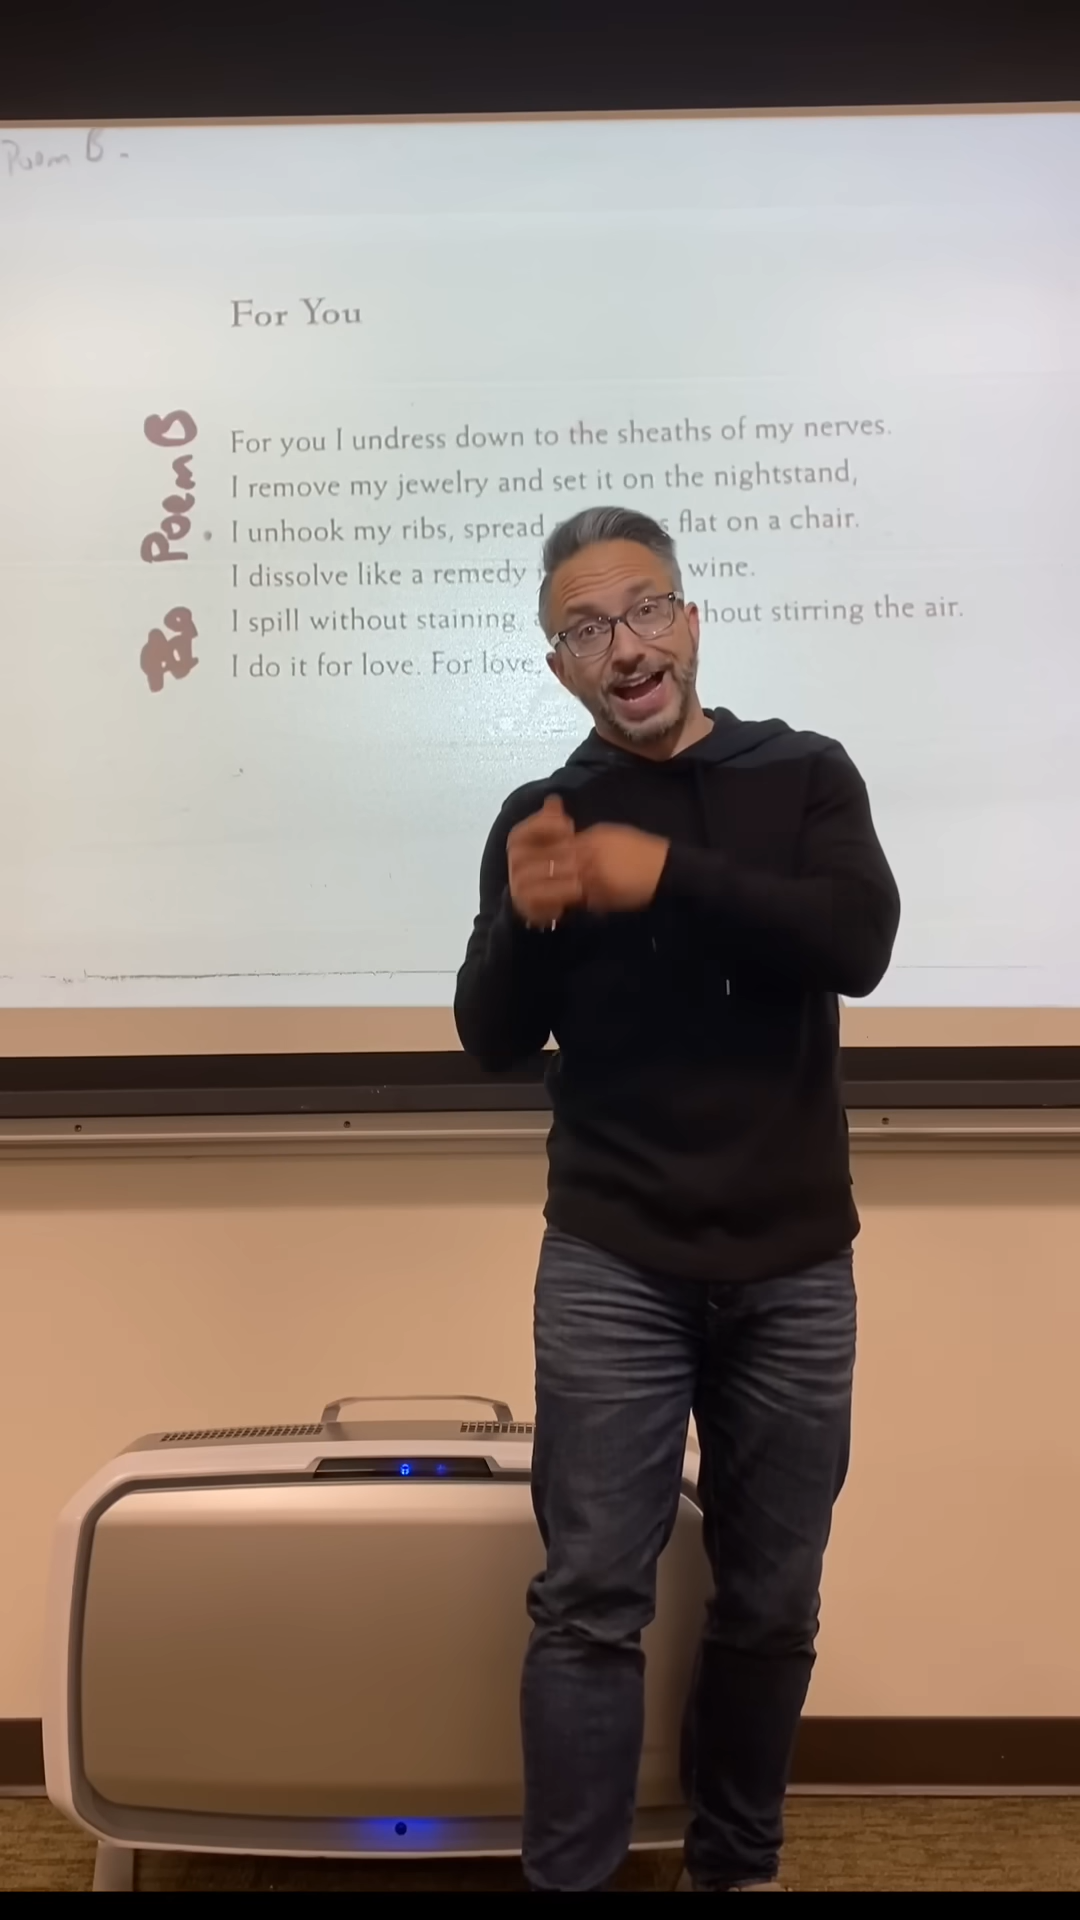 Poem B -
For You
Poem B
For you I undress down to the sheaths of my nerves.
I remove my jewelry and set it on the nightstand,
I unhook my ribs, spread flat on a chair.
I dissolve like a remedy wine.
I spill without staining, stirring the air.
I do it for love. For love,